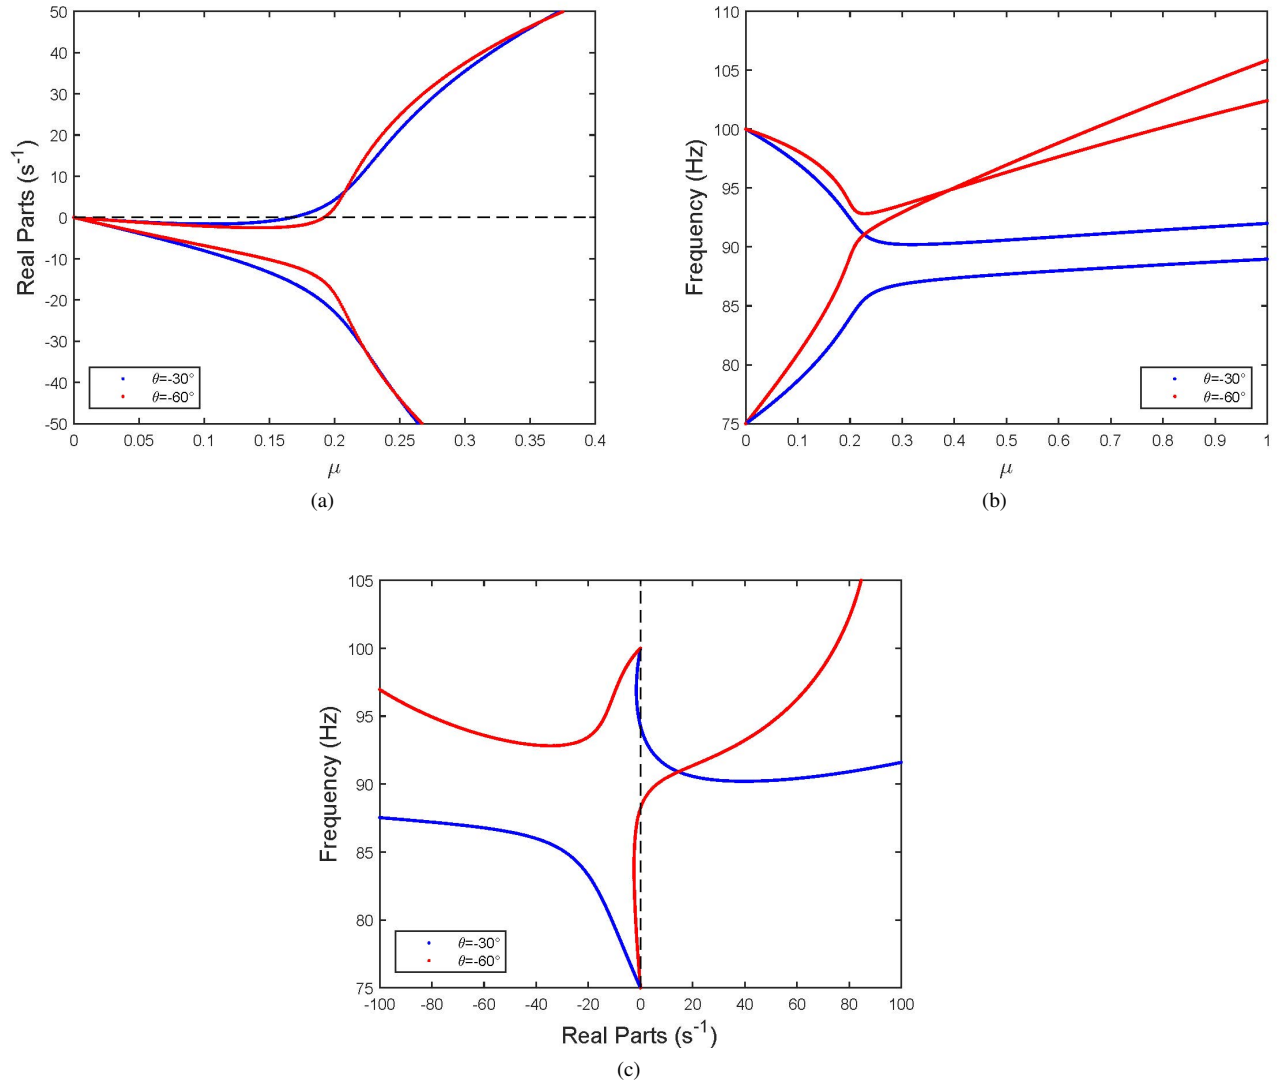 50
40
30
20
10
0
-10
-20
-30
-40
-50
Real Parts (s-1)
θ=-30°
θ=-60°
0 0.05 0.1 0.15 0.2 0.25 0.3 0.35 0.4
μ
(a)
110
105
100
95
90
85
80
75
Frequency (Hz)
θ=-30°
θ=-60°
0 0.1 0.2 0.3 0.4 0.5 0.6 0.7 0.8 0.9 1
μ
(b)
105
100
95
90
85
80
75
Frequency (Hz)
θ=-30°
θ=-60°
-100 -80 -60 -40 -20 0 20 40 60 80 100
Real Parts (s-1)
(c)